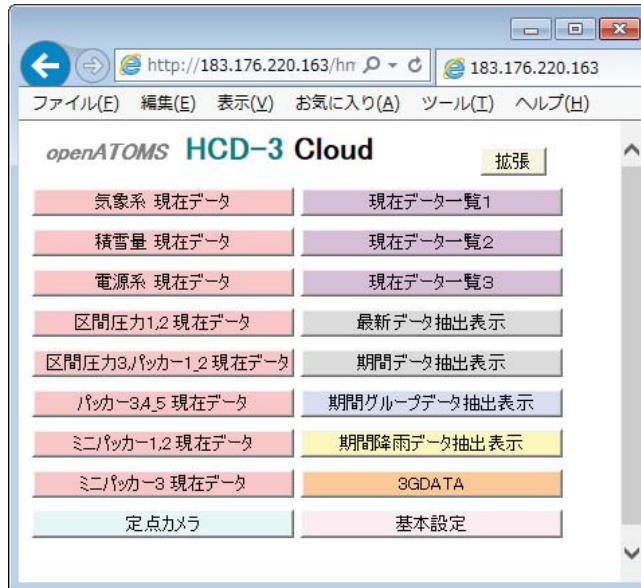 http://183.176.220.163/hm
183.176.220.163
ファイル(F) 編集(E) 表示(V) お気に入り(A) ツール(T) ヘルプ(H)
openATOMS HCD-3 Cloud
拡張
気象系 現在データ 現在データ一覧1
積雪量 現在データ 現在データ一覧2
電源系 現在データ 現在データ一覧3
区間圧力1,2 現在データ 最新データ抽出表示
区間圧力3,パッカー1_2 現在データ 期間データ抽出表示
パッカー3,4_5 現在データ 期間グループデータ抽出表示
ミニパッカー1,2 現在データ 期間降雨データ抽出表示
ミニパッカー3 現在データ 3GDATA
定点カメラ 基本設定